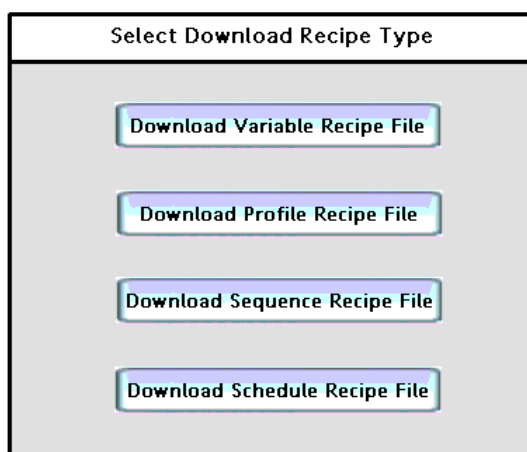 Select Download Recipe Type
Download Variable Recipe File
Download Profile Recipe File
Download Sequence Recipe File
Download Schedule Recipe File